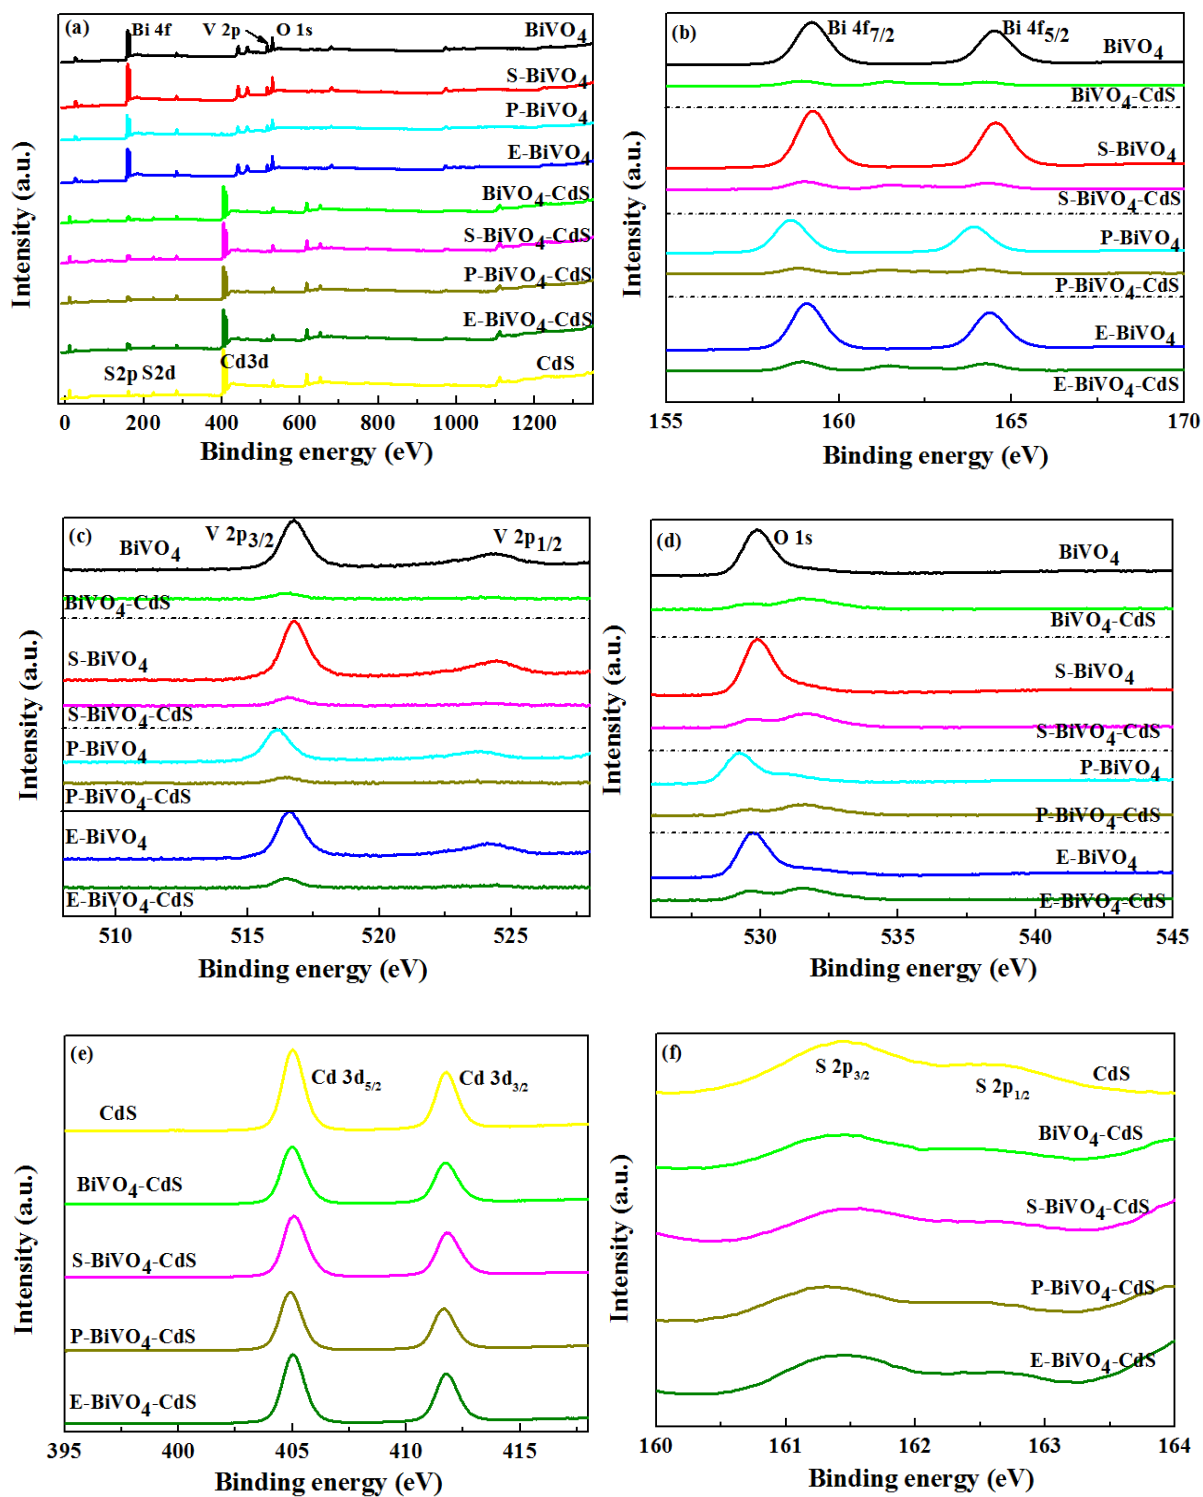 (a)
Bi 4f
V 2p
O 1s
BiVO4
S-BiVO4
P-BiVO4
E-BiVO4
BiVO4-CdS
S-BiVO4-CdS
P-BiVO4-CdS
E-BiVO4-CdS
S2p S2d
Cd3d
CdS
0 200 400 600 800 1000 1200
Binding energy (eV)
Intensity (a.u.)
(b)
Bi 4f7/2
Bi 4f5/2
BiVO4
BiVO4-CdS
S-BiVO4
S-BiVO4-CdS
P-BiVO4
P-BiVO4-CdS
E-BiVO4
E-BiVO4-CdS
155 160 165 170
Binding energy (eV)
Intensity (a.u.)
(c)
V 2p3/2
V 2p1/2
BiVO4
BiVO4-CdS
S-BiVO4
S-BiVO4-CdS
P-BiVO4
P-BiVO4-CdS
E-BiVO4
E-BiVO4-CdS
510 515 520 525
Binding energy (eV)
Intensity (a.u.)
(d)
O 1s
BiVO4
BiVO4-CdS
S-BiVO4
S-BiVO4-CdS
P-BiVO4
P-BiVO4-CdS
E-BiVO4
E-BiVO4-CdS
530 535 540 545
Binding energy (eV)
Intensity (a.u.)
(e)
Cd 3d5/2
Cd 3d3/2
CdS
BiVO4-CdS
S-BiVO4-CdS
P-BiVO4-CdS
E-BiVO4-CdS
395 400 405 410 415
Binding energy (eV)
Intensity (a.u.)
(f)
S 2p3/2
S 2p1/2
CdS
BiVO4-CdS
S-BiVO4-CdS
P-BiVO4-CdS
E-BiVO4-CdS
160 161 162 163 164
Binding energy (eV)
Intensity (a.u.)